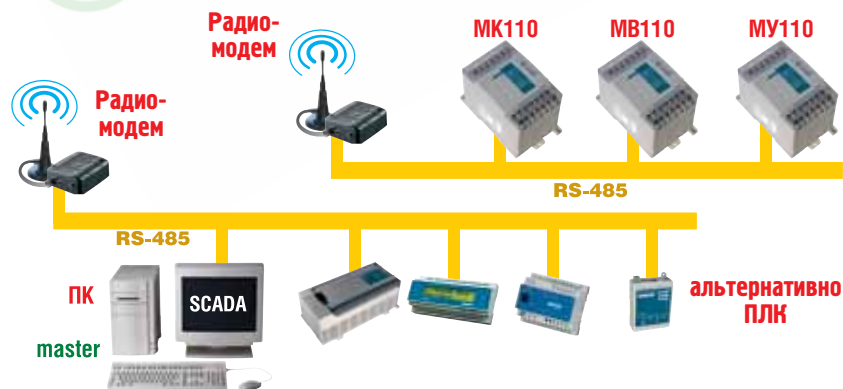 Радио-
модем
МК110
МВ110
МУ110
Радио-
модем
RS-485
RS-485
ПК
SCADA
альтернативно
ПЛК
master